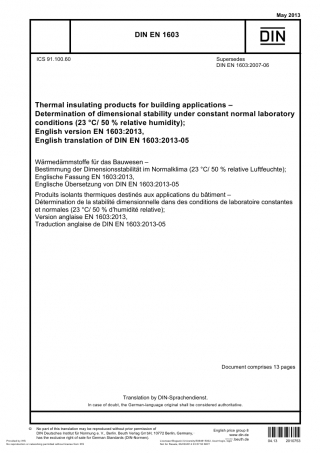 May 2013
DIN EN 1603
DIN
ICS 91.100.60
Supersedes
DIN EN 1603:2007-06
Thermal insulating products for building applications –
Determination of dimensional stability under constant normal laboratory
conditions (23 °C/ 50 % relative humidity);
English version EN 1603:2013,
English translation of DIN EN 1603:2013-05
Wärmedämmstoffe für das Bauwesen –
Bestimmung der Dimensionsstabilität im Normalklima (23 °C/ 50 % relative Luftfeuchte);
Englische Fassung EN 1603:2013,
Englische Übersetzung von DIN EN 1603:2013-05
Produits isolants thermiques destinés aux applications du bâtiment –
Détermination de la stabilité dimensionnelle dans des conditions de laboratoire constantes
et normales (23 °C/ 50 % d'humidité relative);
Version anglaise EN 1603:2013,
Traduction anglaise de DIN EN 1603:2013-05
Document comprises 13 pages
Translation by DIN-Sprachendienst.
In case of doubt, the German-language original shall be considered authoritative.
© No part of this translation may be reproduced without prior permission of
DIN Deutsches Institut für Normung e. V., Berlin. Beuth Verlag GmbH, 10772 Berlin, Germany,
has the exclusive right of sale for German Standards (DIN-Normen).
English price group 9
www.din.de
www.beuth.de